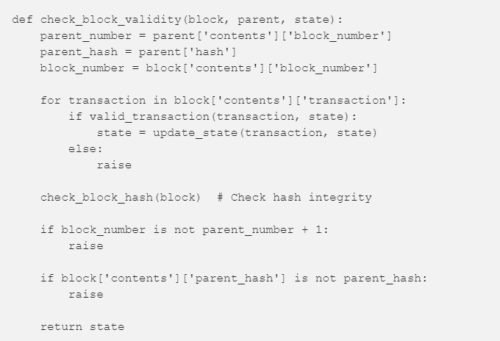 def check_block_validity(block, parent, state):
    parent_number = parent['contents']['block_number']
    parent_hash = parent['hash']
    block_number = block['contents']['block_number']

    for transaction in block['contents']['transaction']:
        if valid_transaction(transaction, state):
            state = update_state(transaction, state)
        else:
            raise

    check_block_hash(block)  # Check hash integrity

    if block_number is not parent_number + 1:
        raise

    if block['contents']['parent_hash'] is not parent_hash:
        raise

    return state